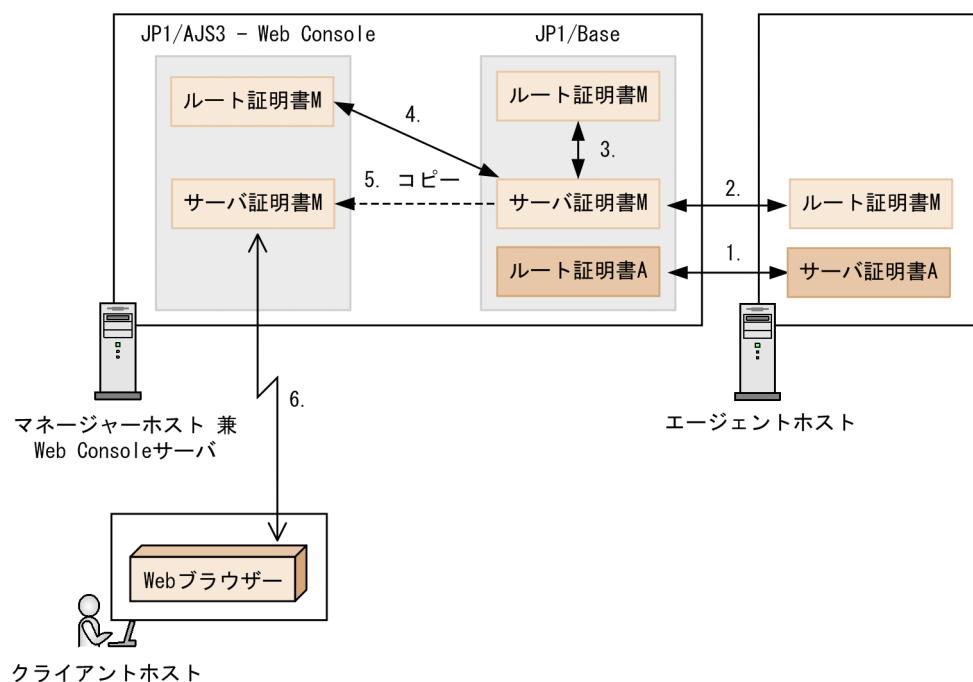 JP1/AJS3 - Web Console
JP1/Base
ルート証明書M
ルート証明書M
4.
3.
5. コピー
サーバ証明書M
サーバ証明書M
2.
ルート証明書M
ルート証明書A
1.
サーバ証明書A
6.
マネージャーホスト 兼
Web Consoleサーバ
エージェントホスト
Webブラウザー
クライアントホスト